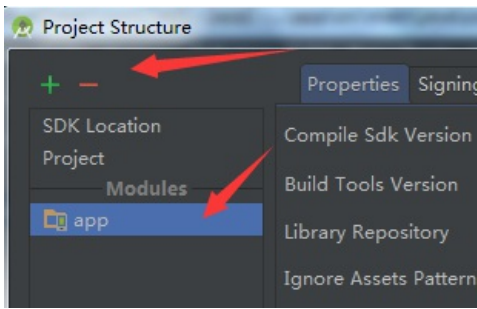 Project Structure
Properties Signing
SDK Location
Project
Modules
app
Compile Sdk Version
Build Tools Version
Library Repository
Ignore Assets Pattern